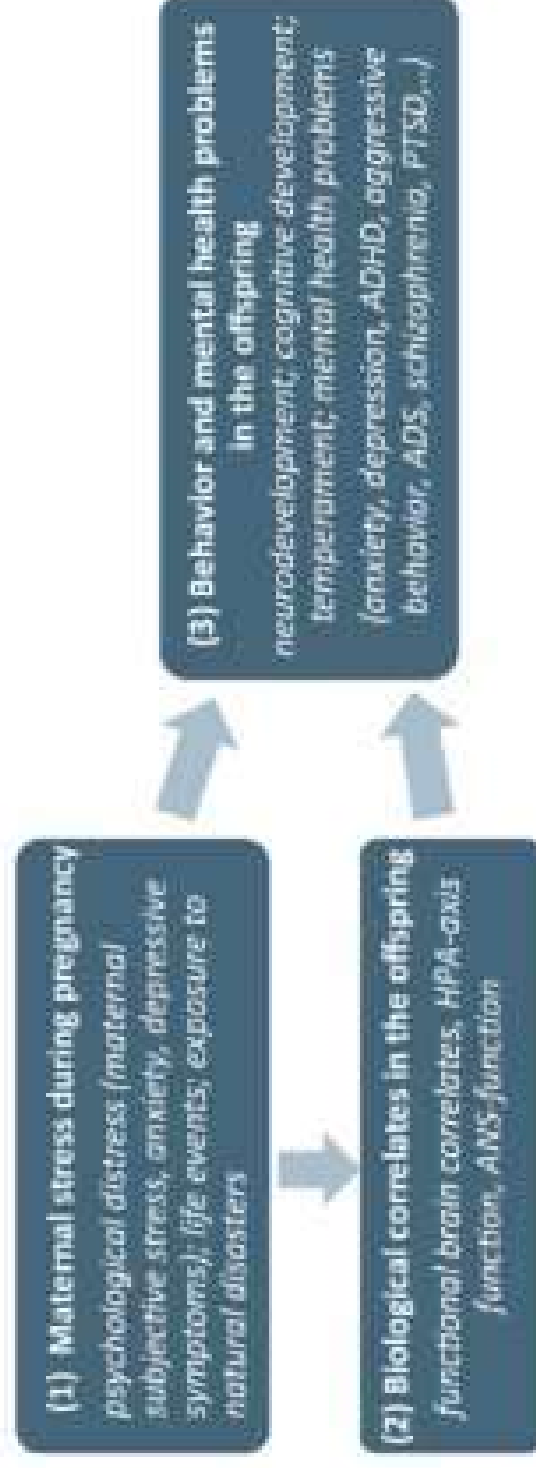 (1) Maternal stress during pregnancy
psychological distress (maternal
subjective stress, anxiety, depressive
symptoms); life events; exposure to
natural disasters
(2) Biological correlates in the offspring
functional brain correlates, HPA-axis
function, ANS-function
(3) Behavior and mental health problems
in the offspring
neurodevelopment; cognitive development;
temperament; mental health problems
(anxiety, depression, ADHD, aggressive
behavior, ADS, schizophrenia, PTSD,..)